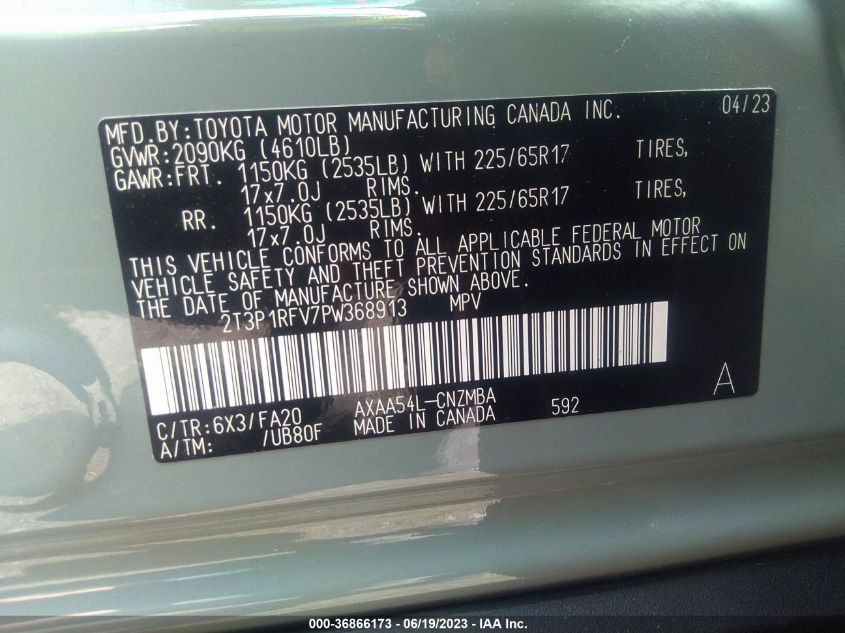 MFD.BY:TOYOTA MOTOR MANUFACTURING CANADA INC. 04/23
GVWR:2090KG (4610LB)
GAWR:FRT. 1150KG (2535LB) WITH 225/65R17 TIRES,
17x7.0J RIMS.
RR. 1150KG (2535LB) WITH 225/65R17 TIRES,
17x7.0J RIMS.
THIS VEHICLE CONFORMS TO ALL APPLICABLE FEDERAL MOTOR
VEHICLE SAFETY AND THEFT PREVENTION STANDARDS IN EFFECT ON
THE DATE OF MANUFACTURE SHOWN ABOVE.
2T3P1RFV7PW368913 MPV
C/TR:6X3/FA20 AXAA54L-CNZMBA 592 A
A/TM: /UB80F MADE IN CANADA
000-36866173 - 06/19/2023 - IAA Inc.